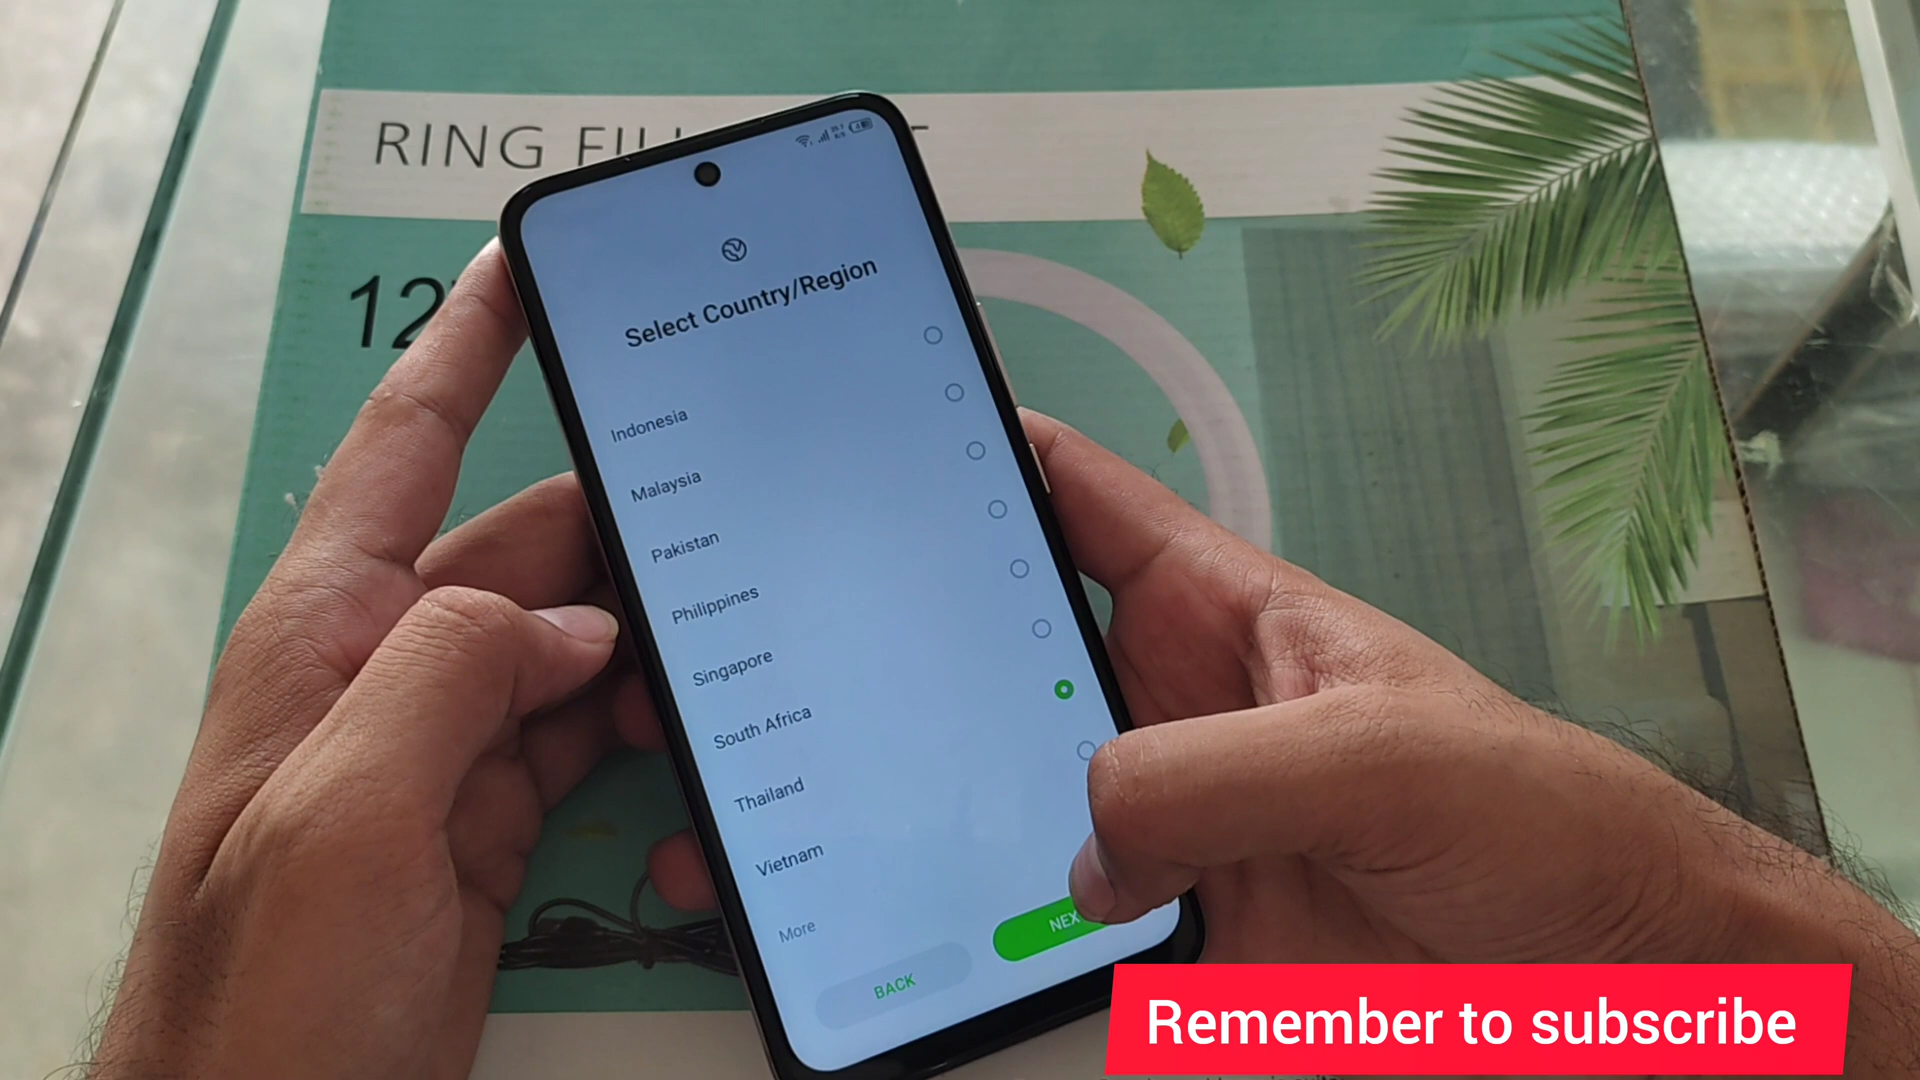 RING FILL
12
Select Country/Region
Indonesia
Malaysia
Pakistan
Philippines
Singapore
South Africa
Thailand
Vietnam
More
BACK
NEX
Remember to subscribe